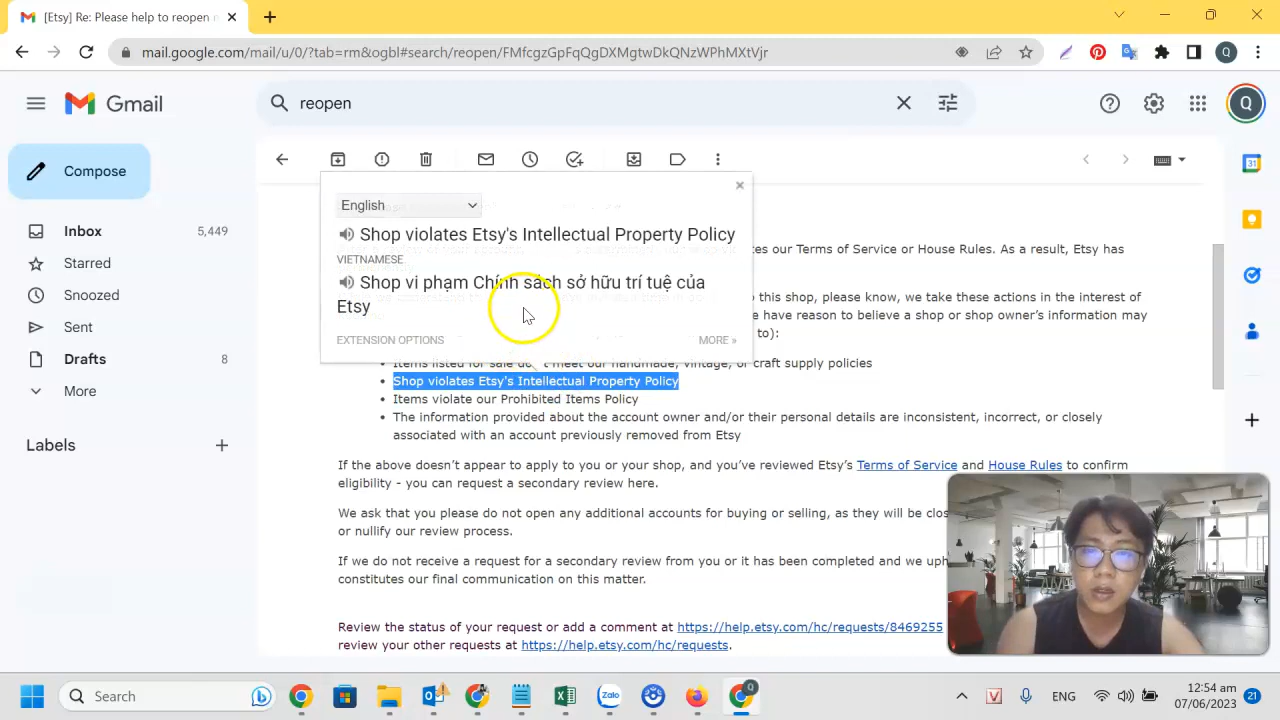 [Etsy] Re: Please help to reopen
mail.google.com/mail/u/0/?tab=rm&ogbl#search/reopen/FMfcgzGpFqQgDXMgtwDkQNzWPhMXtVjr
Q
Gmail
reopen
Q
Compose
Inbox 5,449
Starred
Snoozed
Sent
Drafts 8
More
Labels
English
Shop violates Etsy's Intellectual Property Policy
VIETNAMESE
Shop vi phạm Chính sách sở hữu trí tuệ của
Etsy
EXTENSION OPTIONS MORE »
tes our Terms of Service or House Rules. As a result, Etsy has
this shop, please know, we take these actions in the interest of
have reason to believe a shop or shop owner's information may
to):
Items listed for sale don't meet our handmade, vintage, or craft supply policies
Shop violates Etsy's Intellectual Property Policy
Items violate our Prohibited Items Policy
The information provided about the account owner and/or their personal details are inconsistent, incorrect, or closely
associated with an account previously removed from Etsy
If the above doesn't appear to apply to you or your shop, and you've reviewed Etsy's Terms of Service and House Rules to confirm
eligibility - you can request a secondary review here.
We ask that you please do not open any additional accounts for buying or selling, as they will be clo
or nullify our review process.
If we do not receive a request for a secondary review from you or it has been completed and we uph
constitutes our final communication on this matter.
Review the status of your request or add a comment at https://help.etsy.com/hc/requests/8469255
review your other requests at https://help.etsy.com/hc/requests.
Search
Zalo
Q
V
ENG
12:54 am
07/06/2023
21